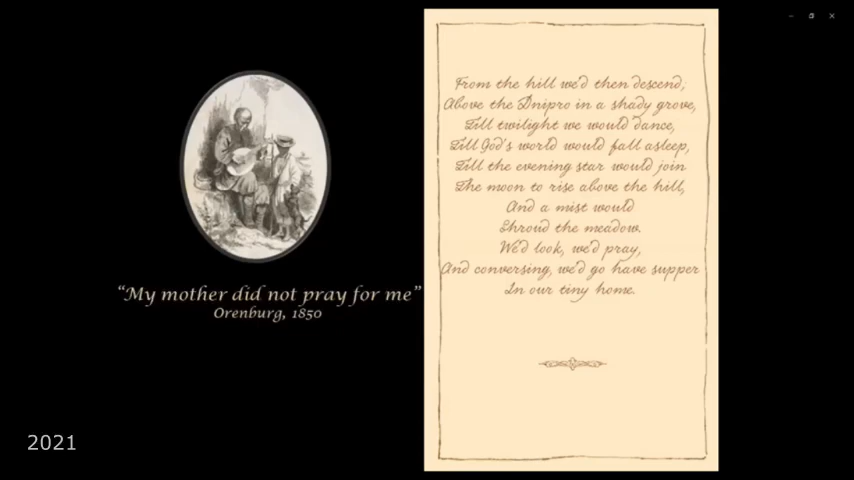 From the hill we'd then descend;
Above the Dnipro in a shady grove,
Till twilight we would dance,
Till God's world would fall asleep,
Till the evening star would join
The moon to rise above the hill,
And a mist would
Shroud the meadow.
We'd look, we'd pray,
And conversing, we'd go have supper
In our tiny home.
"My mother did not pray for me"
Orenburg, 1850
2021